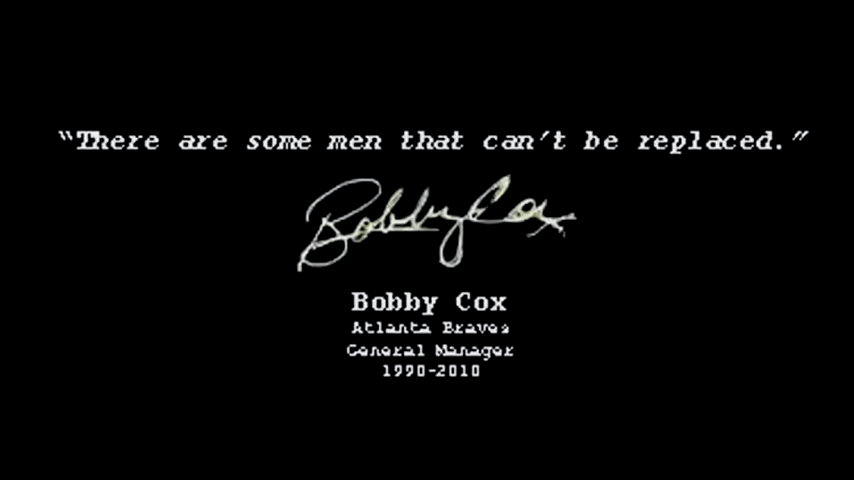 “There are some men that can’t be replaced.”
Bobby Cox
Bobby Cox
Atlanta Braves
General Manager
1990-2010